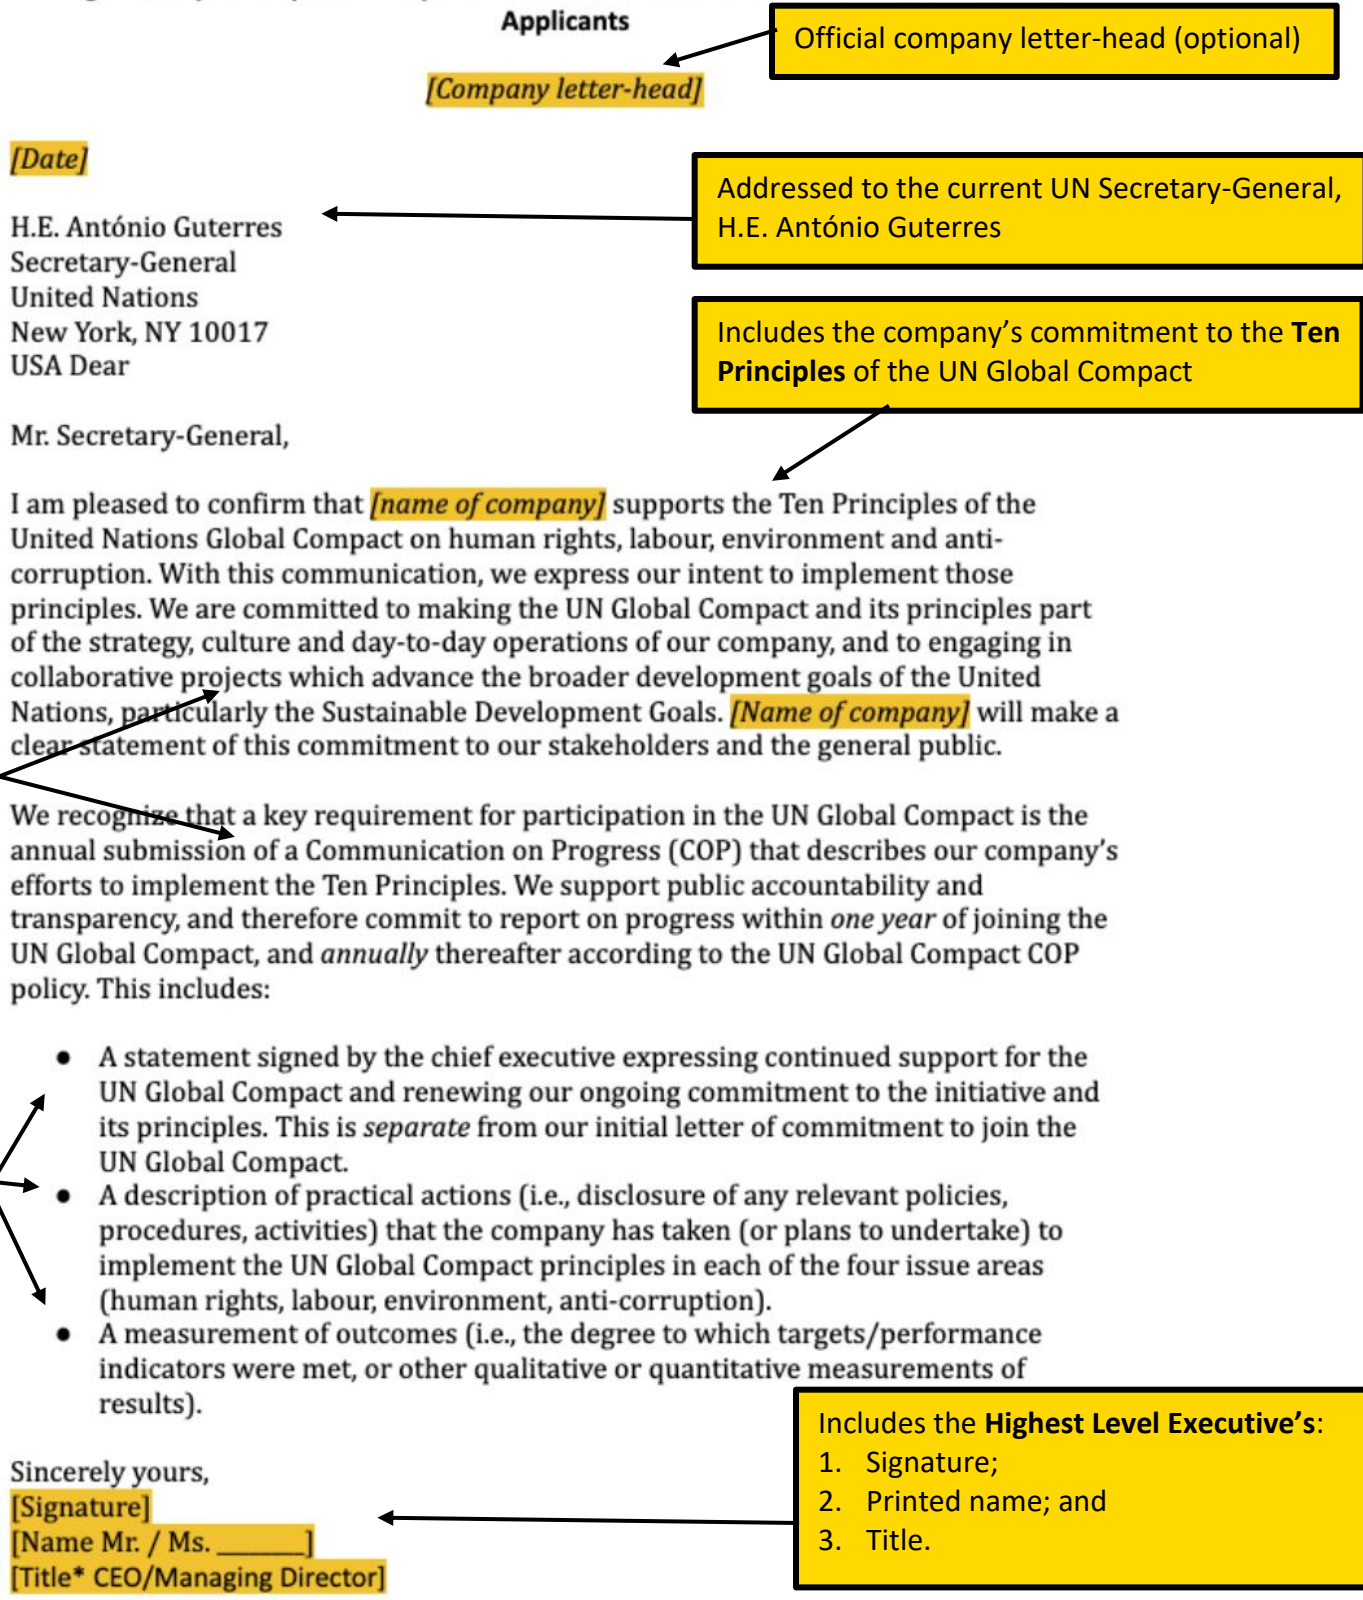 Applicants
Official company letter-head (optional)
[Company letter-head]
[Date]
Addressed to the current UN Secretary-General,
H.E. António Guterres
H.E. António Guterres
Secretary-General
United Nations
New York, NY 10017
USA Dear
Includes the company’s commitment to the Ten
Principles of the UN Global Compact
Mr. Secretary-General,
I am pleased to confirm that [name of company] supports the Ten Principles of the
United Nations Global Compact on human rights, labour, environment and anti-
corruption. With this communication, we express our intent to implement those
principles. We are committed to making the UN Global Compact and its principles part
of the strategy, culture and day-to-day operations of our company, and to engaging in
collaborative projects which advance the broader development goals of the United
Nations, particularly the Sustainable Development Goals. [Name of company] will make a
clear statement of this commitment to our stakeholders and the general public.
We recognize that a key requirement for participation in the UN Global Compact is the
annual submission of a Communication on Progress (COP) that describes our company’s
efforts to implement the Ten Principles. We support public accountability and
transparency, and therefore commit to report on progress within one year of joining the
UN Global Compact, and annually thereafter according to the UN Global Compact COP
policy. This includes:
● A statement signed by the chief executive expressing continued support for the
UN Global Compact and renewing our ongoing commitment to the initiative and
its principles. This is separate from our initial letter of commitment to join the
UN Global Compact.
● A description of practical actions (i.e., disclosure of any relevant policies,
procedures, activities) that the company has taken (or plans to undertake) to
implement the UN Global Compact principles in each of the four issue areas
(human rights, labour, environment, anti-corruption).
● A measurement of outcomes (i.e., the degree to which targets/performance
indicators were met, or other qualitative or quantitative measurements of
results).
Includes the Highest Level Executive’s:
1. Signature;
2. Printed name; and
3. Title.
Sincerely yours,
[Signature]
[Name Mr. / Ms. _______]
[Title* CEO/Managing Director]